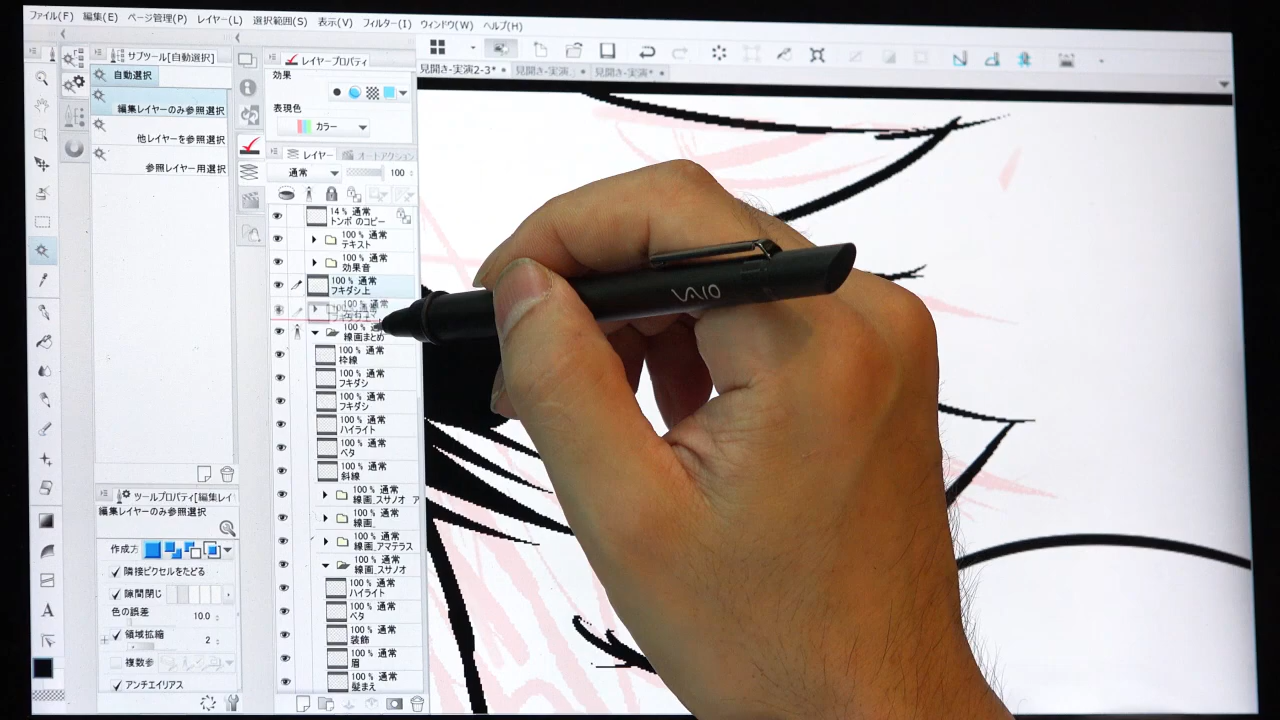 ファイル(F) 編集(E) ページ管理(P) レイヤー(L) 選択範囲(S) 表示(V) フィルター(I) ウィンドウ(W) ヘルプ(H)
サブツール[自動選択]
自動選択
編集レイヤーのみ参照選択
他レイヤーを参照選択
参照レイヤー用選択
ツールプロパティ[編集レイ
編集レイヤーのみ参照選択
作成方
隣接ピクセルをたどる
隙間閉じ
色の誤差 10.0
領域拡縮 2
複数参
アンチエイリアス
レイヤープロパティ
効果
表現色
カラー
レイヤー オートアクション
通常 100
14 % 通常
トンボ のコピー
100 % 通常
テキスト
100 % 通常
効果音
100 % 通常
フキダシ上
100 % 通常
線画まとめ
100 % 通常
枠線
100 % 通常
フキダシ
100 % 通常
フキダシ
100 % 通常
ハイライト
100 % 通常
ベタ
100 % 通常
斜線
100 % 通常
線画_スサノオ ア
100 % 通常
線画_
100 % 通常
線画_アマテラス
100 % 通常
線画_スサノオ
100 % 通常
ハイライト
100 % 通常
ベタ
100 % 通常
装飾
100 % 通常
眉
100 % 通常
髪まえ
見開き-実演2-3* 見開き-実演 見開き-実演*
VAIO